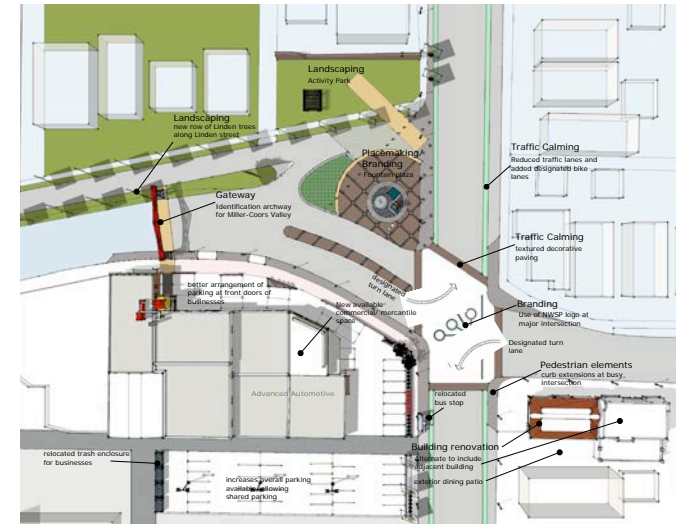 Landscaping
Activity Park
Landscaping
new row of Linden trees
along Linden street
Placemaking/
Branding
Fountain plaza
Traffic Calming
Reduced traffic lanes and
added designated bike
lanes
Gateway
Identification archway
for Miller-Coors Valley
Traffic Calming
textured decorative
paving
better arrangement of
parking at front doors of
businesses
designated
turn lane
New available
commercial/ mercantile
space
Branding
Use of NWSP logo at
major intersection
Designated turn
lane
Pedestrian elements
curb extensions at busy
intersection
Advanced Automotive
relocated
bus stop
Building renovation
alternate to include
adjacent building
exterior dining patio
relocated trash enclosure
for businesses
increases overall parking
available following
shared parking